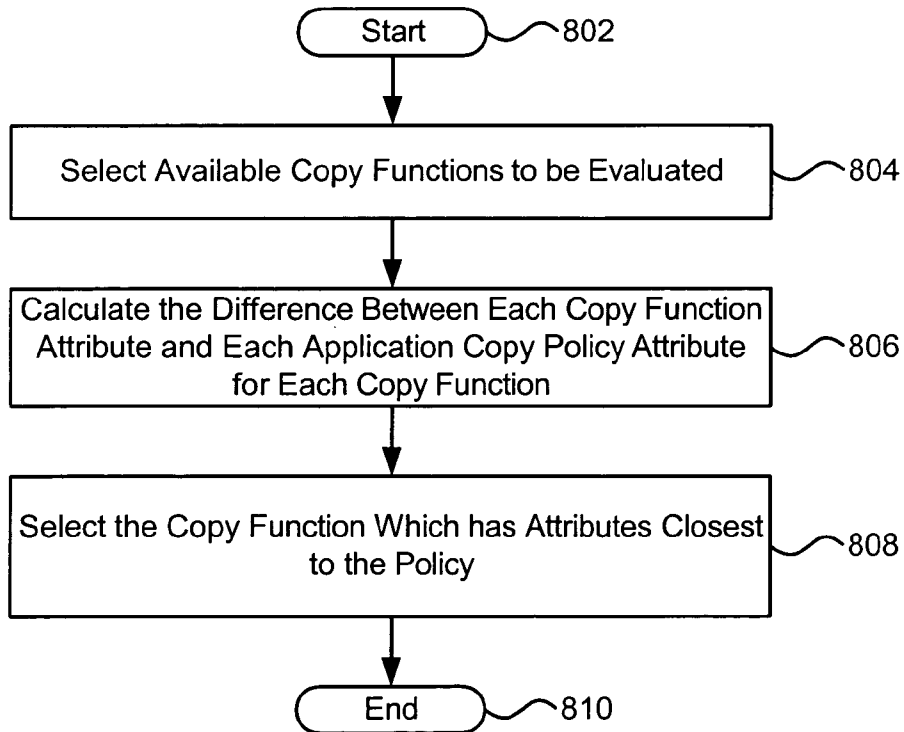 Start
802
Select Available Copy Functions to be Evaluated
804
Calculate the Difference Between Each Copy Function
Attribute and Each Application Copy Policy Attribute
for Each Copy Function
806
Select the Copy Function Which has Attributes Closest
to the Policy
808
End
810